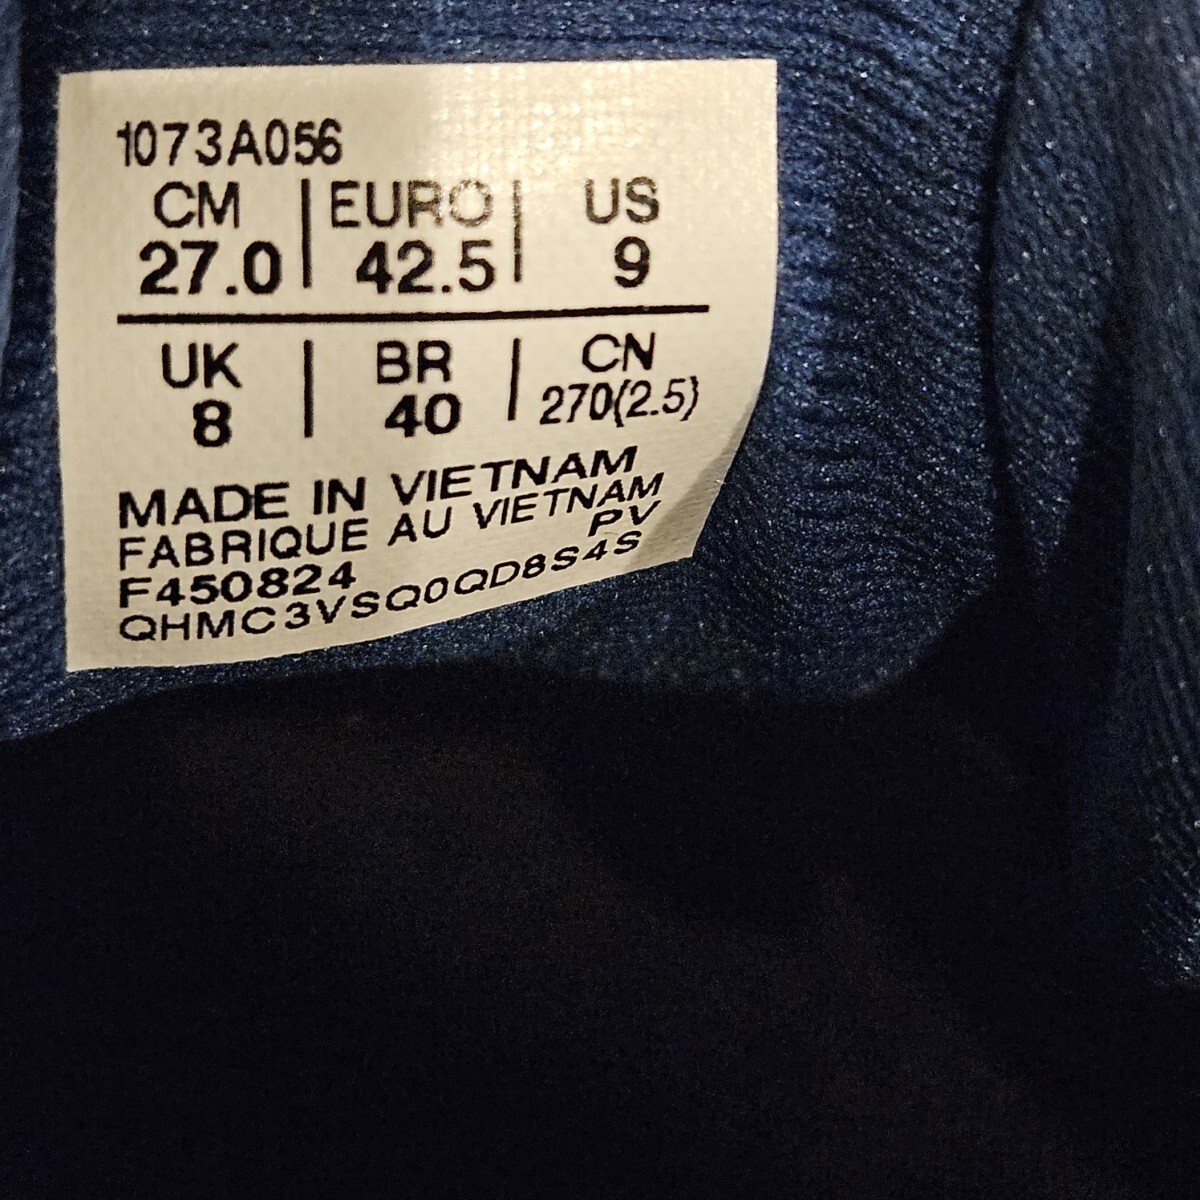 1073A056
CM | EURO | US
27.0 | 42.5 | 9
UK | BR | CN
8 | 40 | 270(2.5)
MADE IN VIETNAM
FABRIQUE AU VIETNAM
PV
F450824
QHMC3VSQ0QD8S4S